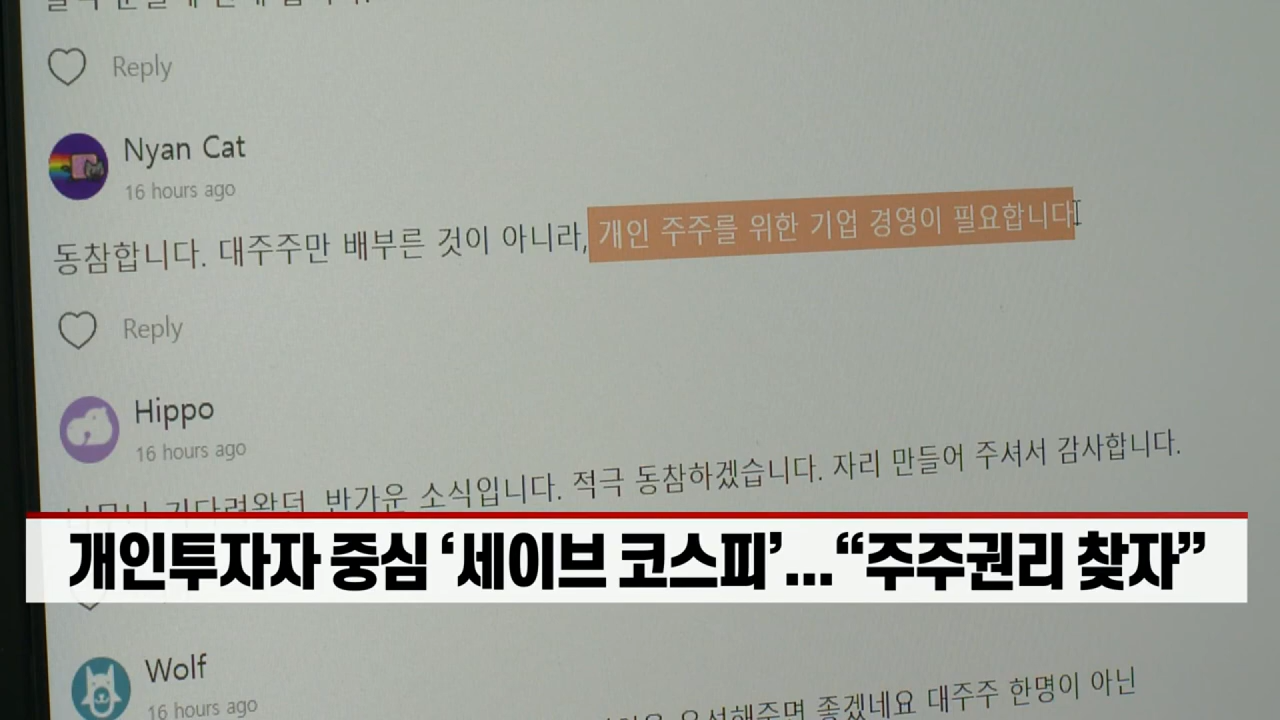 Reply
Nyan Cat
16 hours ago
동참합니다. 대주주만 배부른 것이 아니라, 개인 주주를 위한 기업 경영이 필요합니다
Reply
Hippo
16 hours ago
반가운 소식입니다. 적극 동참하겠습니다. 자리 만들어 주셔서 감사합니다.
개인투자자 중심 ‘세이브 코스피’...“주주권리 찾자”
Wolf
16 hours ago
좋겠네요 대주주 한명이 아닌